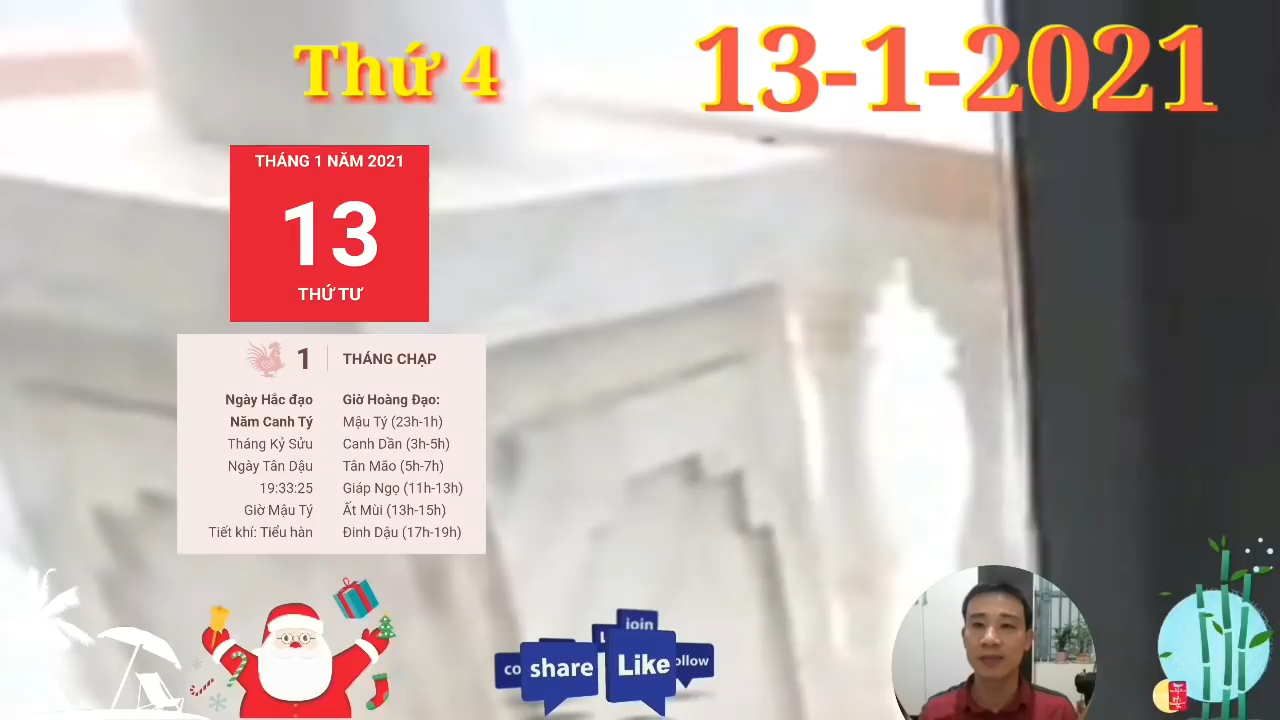 Thứ 4
13-1-2021
THÁNG 1 NĂM 2021
13
THỨ TƯ
1
THÁNG CHẠP
Ngày Hắc đạo
Năm Canh Tý
Tháng Kỷ Sửu
Ngày Tân Dậu
19:33:25
Giờ Mậu Tý
Tiết khí: Tiểu hàn
Giờ Hoàng Đạo:
Mậu Tý (23h-1h)
Canh Dần (3h-5h)
Tân Mão (5h-7h)
Giáp Ngọ (11h-13h)
Ất Mùi (13h-15h)
Đinh Dậu (17h-19h)
join
co
share
Like
ollow